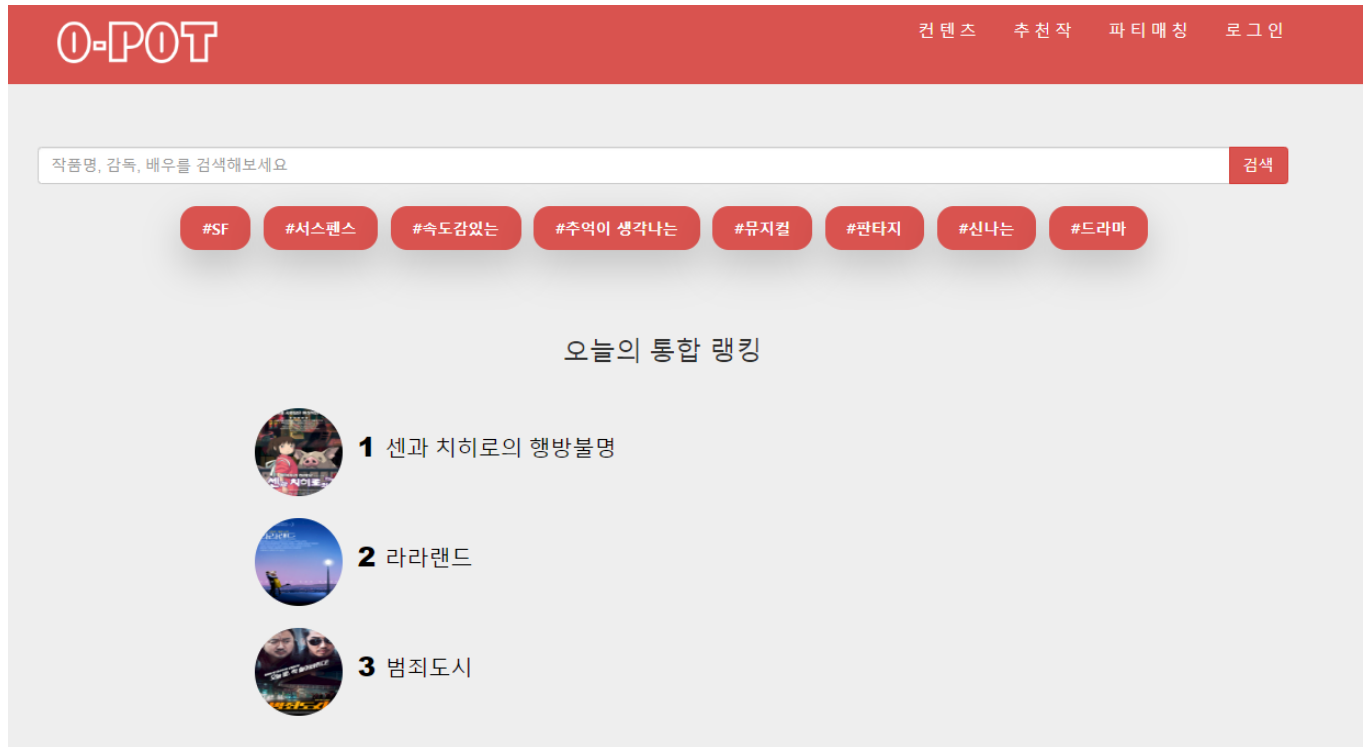 O-POT
컨텐츠 추천작 파티매칭 로그인
작품명, 감독, 배우를 검색해보세요 검색
#SF #서스펜스 #속도감있는 #추억이 생각나는 #뮤지컬 #판타지 #신나는 #드라마
오늘의 통합 랭킹
1 센과 치히로의 행방불명
2 라라랜드
3 범죄도시